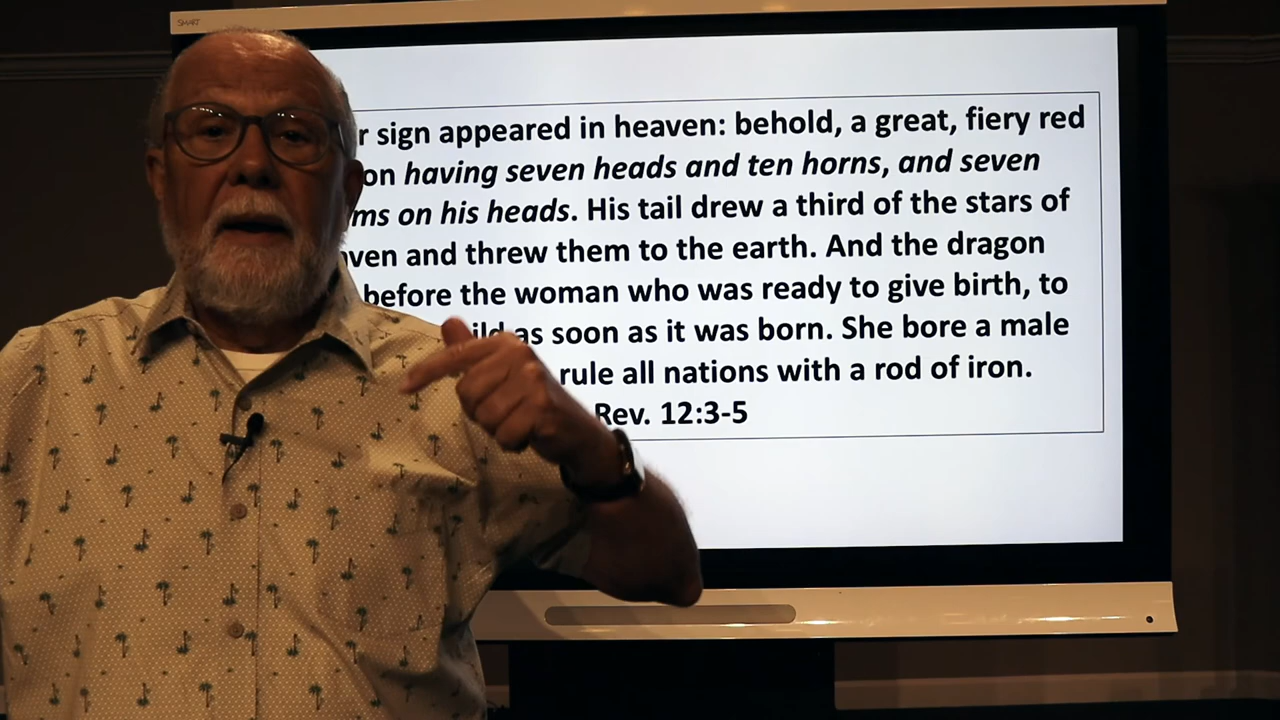 SMART
sign appeared in heaven: behold, a great, fiery red
having seven heads and ten horns, and seven
on his heads. His tail drew a third of the stars of
and threw them to the earth. And the dragon
before the woman who was ready to give birth, to
as soon as it was born. She bore a male
rule all nations with a rod of iron.
Rev. 12:3-5